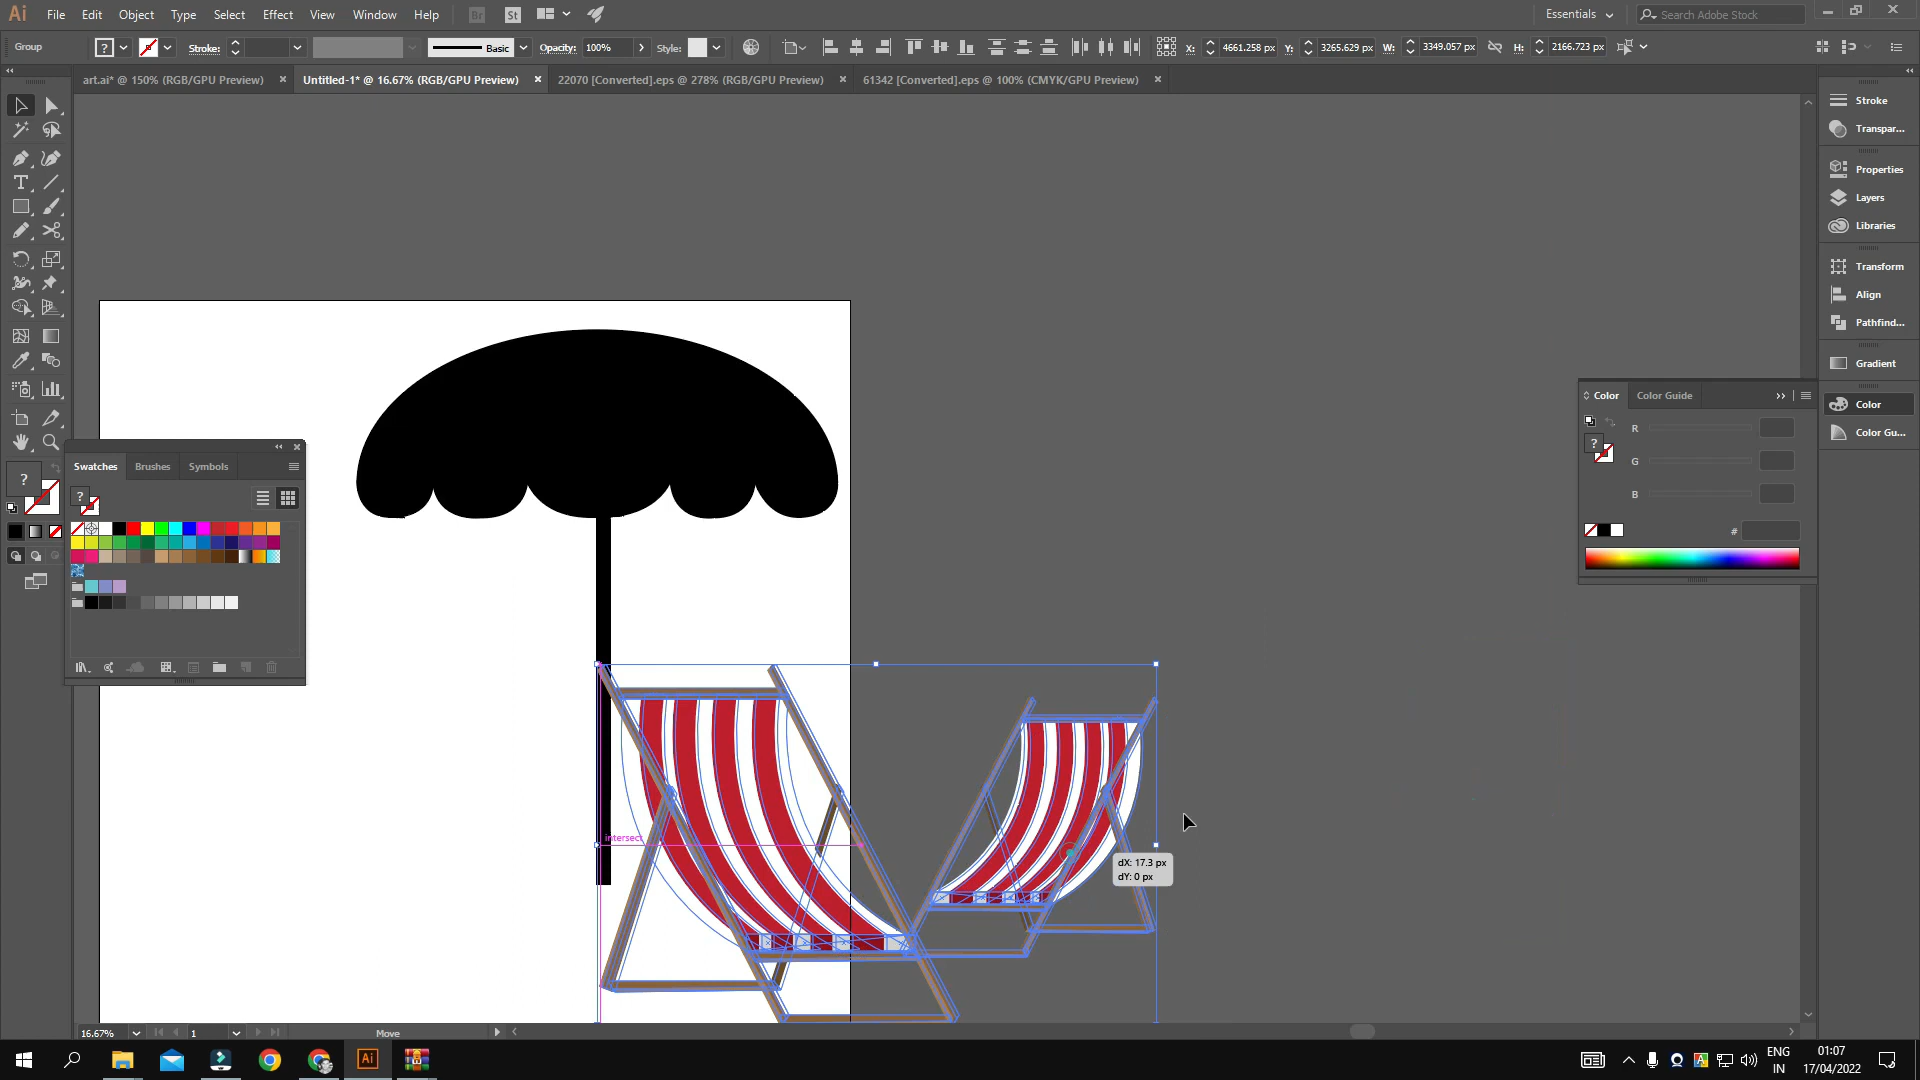 Ai File Edit Object Type Select Effect View Window Help Br St Essentials Search Adobe Stock
Group ? Stroke: Basic Opacity: 100% Style: X: 4661.258 px Y: 3265.629 px W: 3349.057 px H: 2166.723 px
art.ai* @ 150% (RGB/GPU Preview) Untitled-1* @ 16.67% (RGB/GPU Preview) 22070 [Converted].eps @ 278% (RGB/GPU Preview) 61342 [Converted].eps @ 100% (CMYK/GPU Preview)
Stroke
Transpar...
Properties
Layers
Libraries
Transform
Align
Pathfind...
Gradient
Color
Color Gu...
Color Color Guide
R
?
G
B
#
Swatches Brushes Symbols
?
?
intersect
dX: 17.3 px
dY: 0 px
16.67% 1 Move
Ai
ENG
IN
01:07
17/04/2022